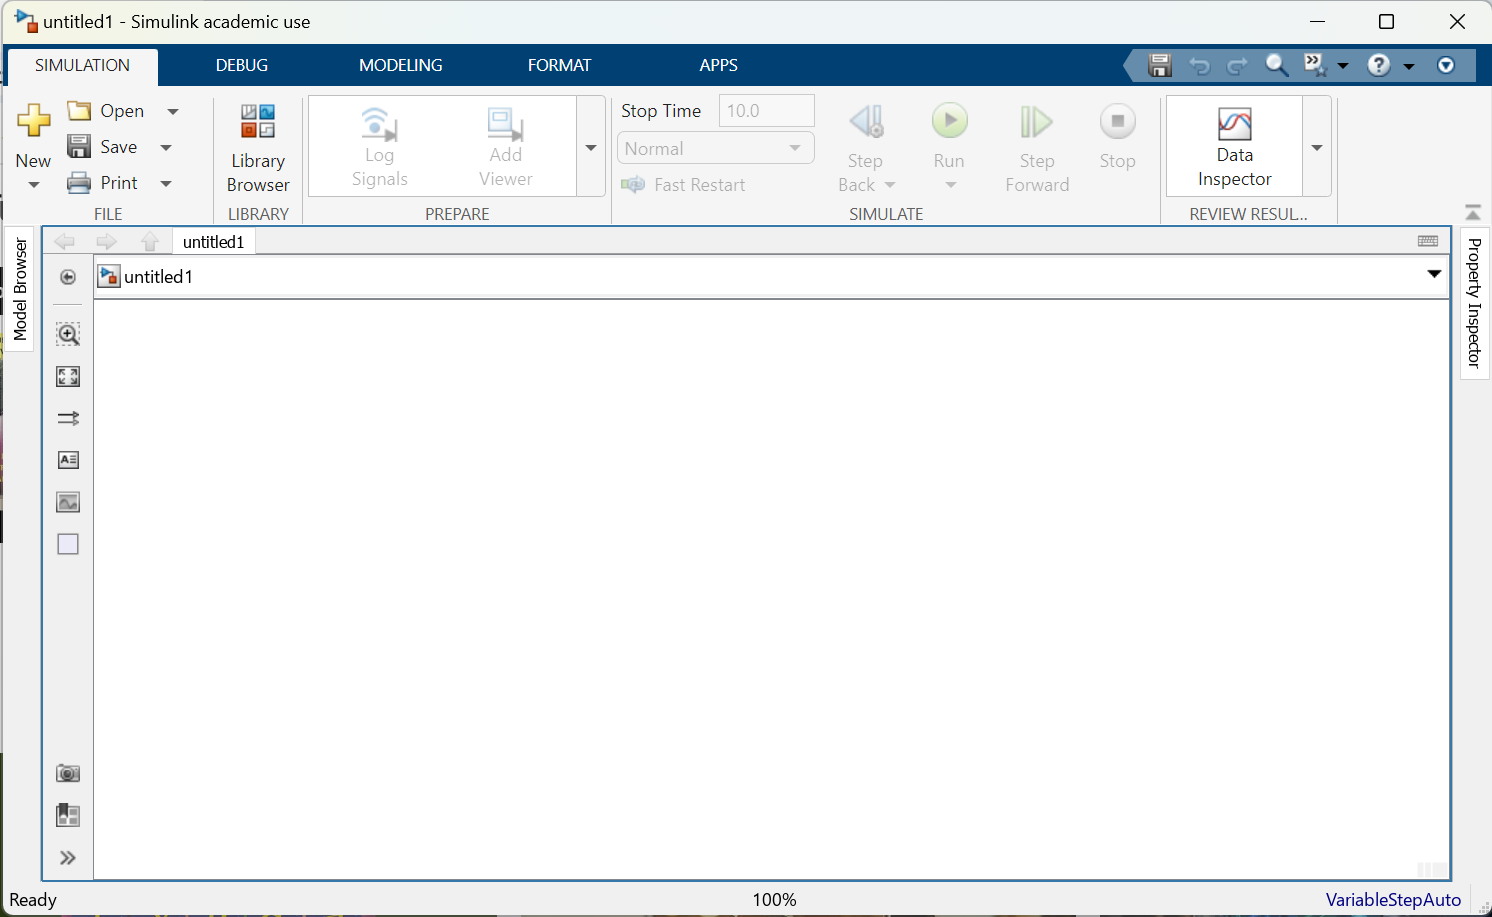 untitled1 - Simulink academic use
SIMULATION DEBUG MODELING FORMAT APPS
New
Open
Save
Print
FILE
Library
Browser
LIBRARY
Log
Signals
Add
Viewer
PREPARE
Stop Time 10.0
Normal
Fast Restart
Step
Back
Run
Step
Forward
Stop
SIMULATE
Data
Inspector
REVIEW RESUL...
Model Browser
untitled1
untitled1
Property Inspector
Ready 100% VariableStepAuto